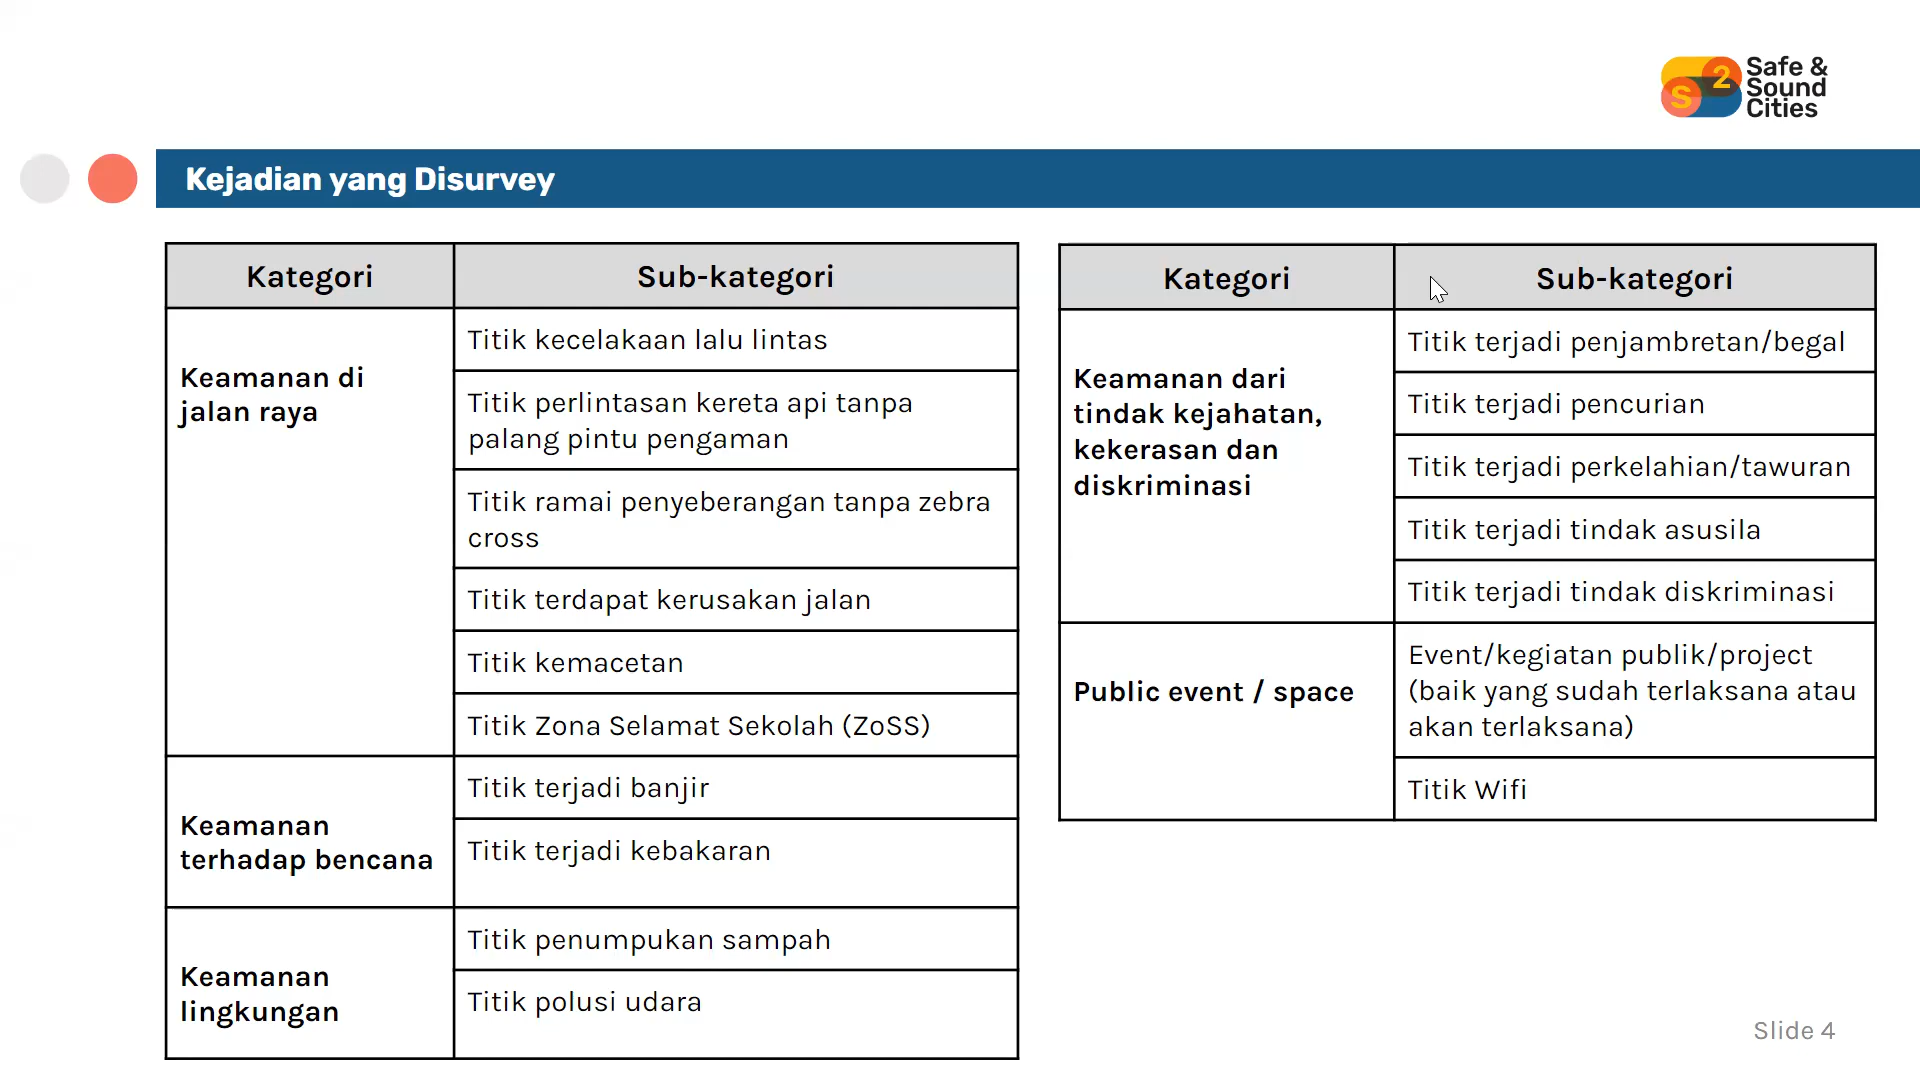 S 2 Safe &
Sound
Cities
Kejadian yang Disurvey
Kategori
Sub-kategori
Keamanan di
jalan raya
Titik kecelakaan lalu lintas
Titik perlintasan kereta api tanpa
palang pintu pengaman
Titik ramai penyeberangan tanpa zebra
cross
Titik terdapat kerusakan jalan
Titik kemacetan
Titik Zona Selamat Sekolah (ZoSS)
Keamanan
terhadap bencana
Titik terjadi banjir
Titik terjadi kebakaran
Keamanan
lingkungan
Titik penumpukan sampah
Titik polusi udara
Kategori
Sub-kategori
Keamanan dari
tindak kejahatan,
kekerasan dan
diskriminasi
Titik terjadi penjambretan/begal
Titik terjadi pencurian
Titik terjadi perkelahian/tawuran
Titik terjadi tindak asusila
Titik terjadi tindak diskriminasi
Public event / space
Event/kegiatan publik/project
(baik yang sudah terlaksana atau
akan terlaksana)
Titik Wifi
Slide 4